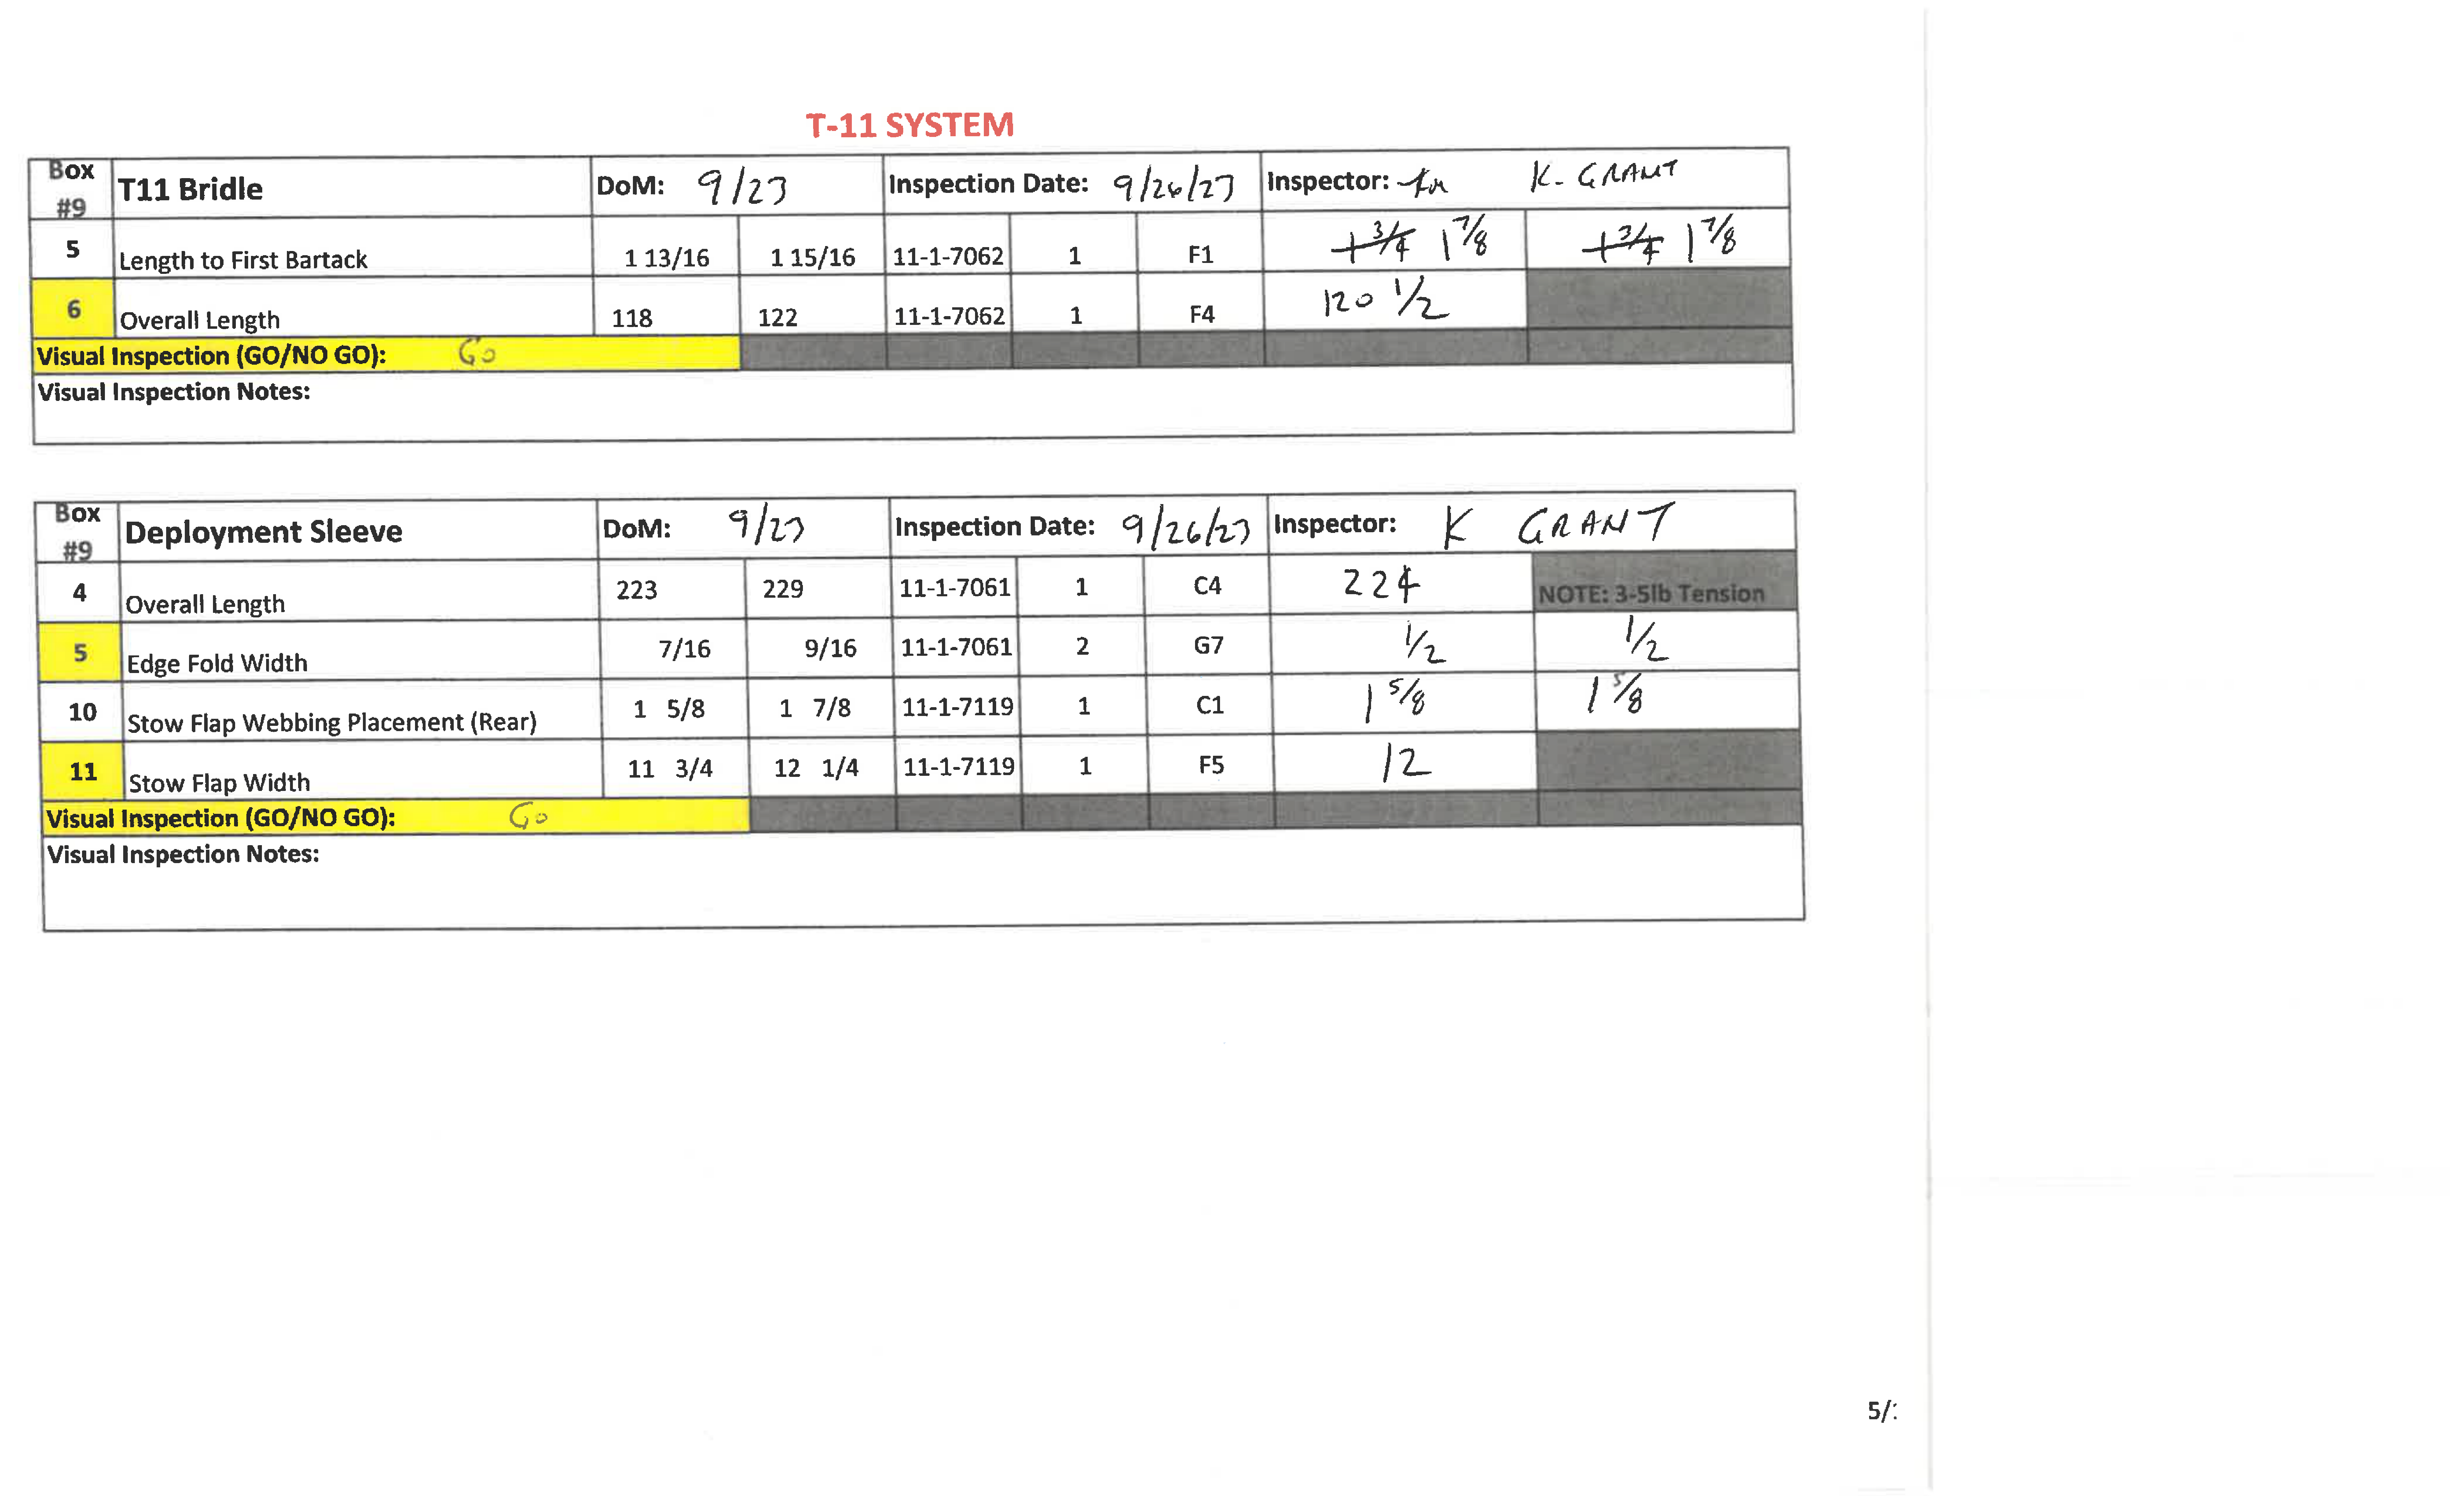 T-11 SYSTEM
Box #9 T11 Bridle DoM: 9/23 Inspection Date: 9/26/23 Inspector: K. GRANT
5 Length to First Bartack 1 13/16 1 15/16 11-1-7062 1 F1 1 3/4 1 7/8 1 3/4 1 7/8
6 Overall Length 118 122 11-1-7062 1 F4 120 1/2
Visual Inspection (GO/NO GO): GO
Visual Inspection Notes:
Box #9 Deployment Sleeve DoM: 9/23 Inspection Date: 9/26/23 Inspector: K GRANT
4 Overall Length 223 229 11-1-7061 1 C4 224 NOTE: 3-5lb Tension
5 Edge Fold Width 7/16 9/16 11-1-7061 2 G7 1/2 1/2
10 Stow Flap Webbing Placement (Rear) 1 5/8 1 7/8 11-1-7119 1 C1 1 5/8 1 5/8
11 Stow Flap Width 11 3/4 12 1/4 11-1-7119 1 F5 12
Visual Inspection (GO/NO GO): GO
Visual Inspection Notes:
5/